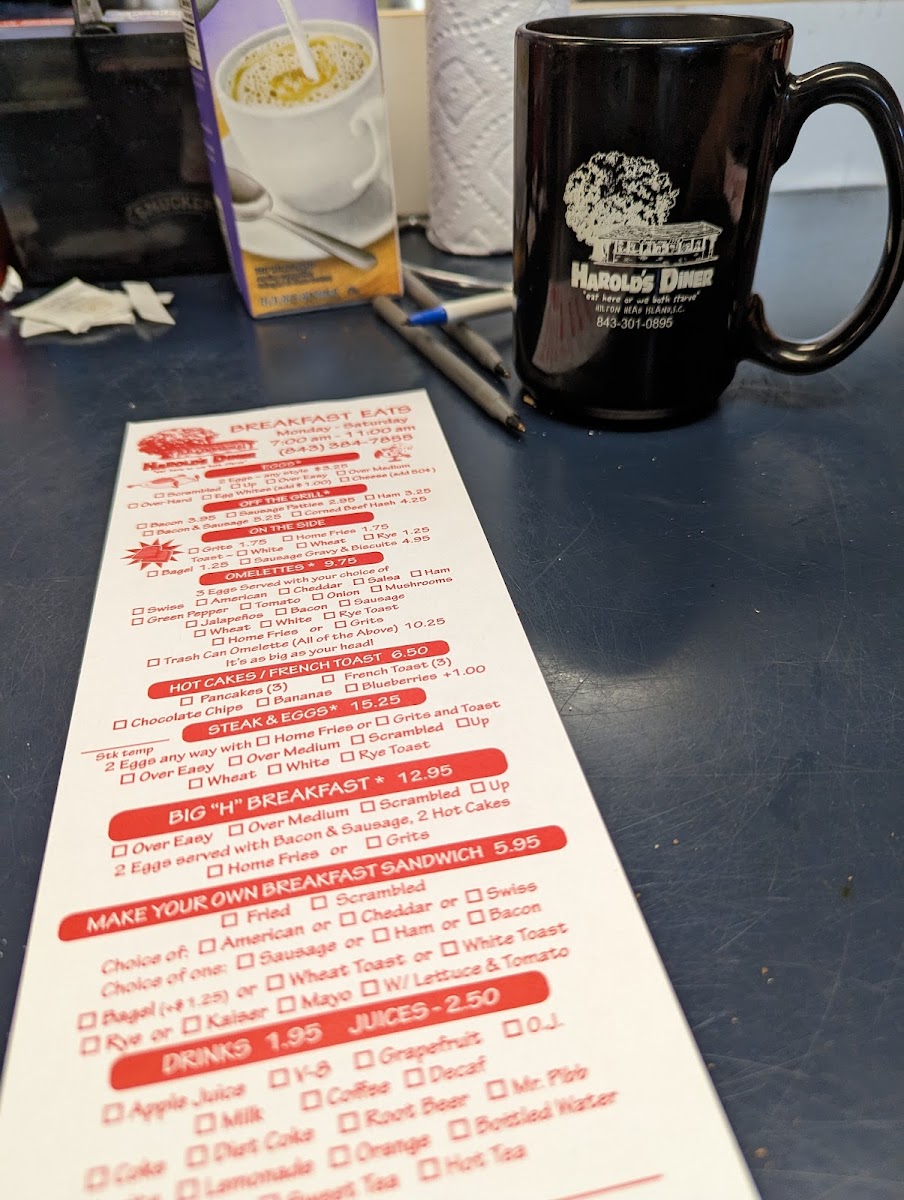 SMUCKER
HAROLD'S DINER
"eat here or we both starve"
HILTON HEAD ISLAND, S.C.
843-301-0895
BREAKFAST EATS
Monday - Saturday
7:00 am - 11:00 am
(843) 384-7855
HAROLD'S DINER
"eat here or we both starve"
EGGS*
2 Eggs - any style $3.25
☐ Scrambled ☐ Up ☐ Over Easy ☐ Over Medium
☐ Over Hard ☐ Egg Whites (add $1.00) ☐ Cheese (add 50¢)
OFF THE GRILL*
☐ Bacon 3.95 ☐ Sausage Patties 2.95 ☐ Ham 3.25
☐ Bacon & Sausage 5.25 ☐ Corned Beef Hash 4.25
ON THE SIDE
☐ Grits 1.75 ☐ Home Fries 1.75
Toast - ☐ White ☐ Wheat ☐ Rye 1.25
☐ Bagel 1.25 ☐ Sausage Gravy & Biscuits 4.95
OMELETTES * 9.75
3 Eggs Served with your choice of
☐ Swiss ☐ American ☐ Cheddar ☐ Salsa ☐ Ham
☐ Green Pepper ☐ Tomato ☐ Onion ☐ Mushrooms
☐ Jalapeños ☐ Bacon ☐ Sausage
☐ Wheat ☐ White ☐ Rye Toast
☐ Home Fries or ☐ Grits
☐ Trash Can Omelette (All of the Above) 10.25
It's as big as your head!
HOT CAKES / FRENCH TOAST 6.50
☐ Pancakes (3) ☐ French Toast (3)
☐ Chocolate Chips ☐ Bananas ☐ Blueberries +1.00
STEAK & EGGS* 15.25
Stk temp
2 Eggs any way with ☐ Home Fries or ☐ Grits and Toast
☐ Over Easy ☐ Over Medium ☐ Scrambled ☐ Up
☐ Wheat ☐ White ☐ Rye Toast
BIG "H" BREAKFAST * 12.95
☐ Over Easy ☐ Over Medium ☐ Scrambled ☐ Up
2 Eggs served with Bacon & Sausage, 2 Hot Cakes
☐ Home Fries or ☐ Grits
MAKE YOUR OWN BREAKFAST SANDWICH 5.95
☐ Fried ☐ Scrambled
Choice of: ☐ American or ☐ Cheddar or ☐ Swiss
Choice of one: ☐ Sausage or ☐ Ham or ☐ Bacon
☐ Bagel (+$1.25) or ☐ Wheat Toast or ☐ White Toast
☐ Rye or ☐ Kaiser ☐ Mayo ☐ W/ Lettuce & Tomato
DRINKS 1.95 JUICES - 2.50
☐ Apple Juice ☐ V-8 ☐ Grapefruit ☐ O.J.
☐ Milk ☐ Coffee ☐ Decaf
☐ Coke ☐ Diet Coke ☐ Root Beer ☐ Mr. Pibb
☐ Lemonade ☐ Orange ☐ Bottled Water
☐ Sweet Tea ☐ Hot Tea